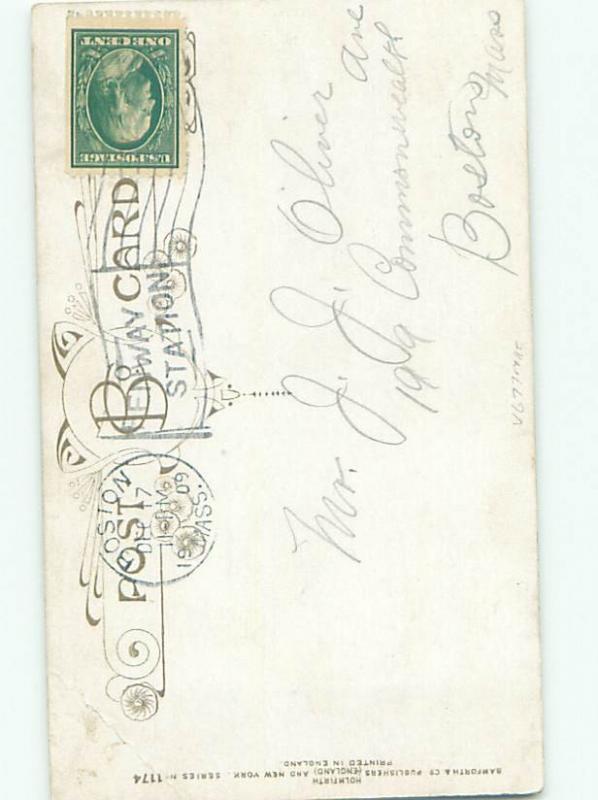 U.S. POSTAGE
ONE CENT
POST CARD
BOSTON
DEC 17
1909
MASS.
STATION
Mr. J. J. Oliver
199 Commonwealth Ave
Boston
Mass
BAMFORTH & CO PUBLISHERS
HOLMFIRTH (ENGLAND) AND NEW YORK. SERIES No 1174
PRINTED IN ENGLAND.